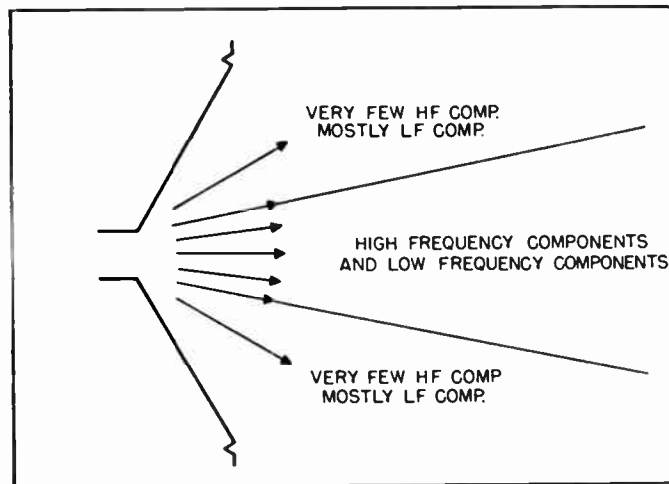 VERY FEW HF COMP.
MOSTLY LF COMP.
HIGH FREQUENCY COMPONENTS
AND LOW FREQUENCY COMPONENTS
VERY FEW HF COMP
MOSTLY LF COMP.